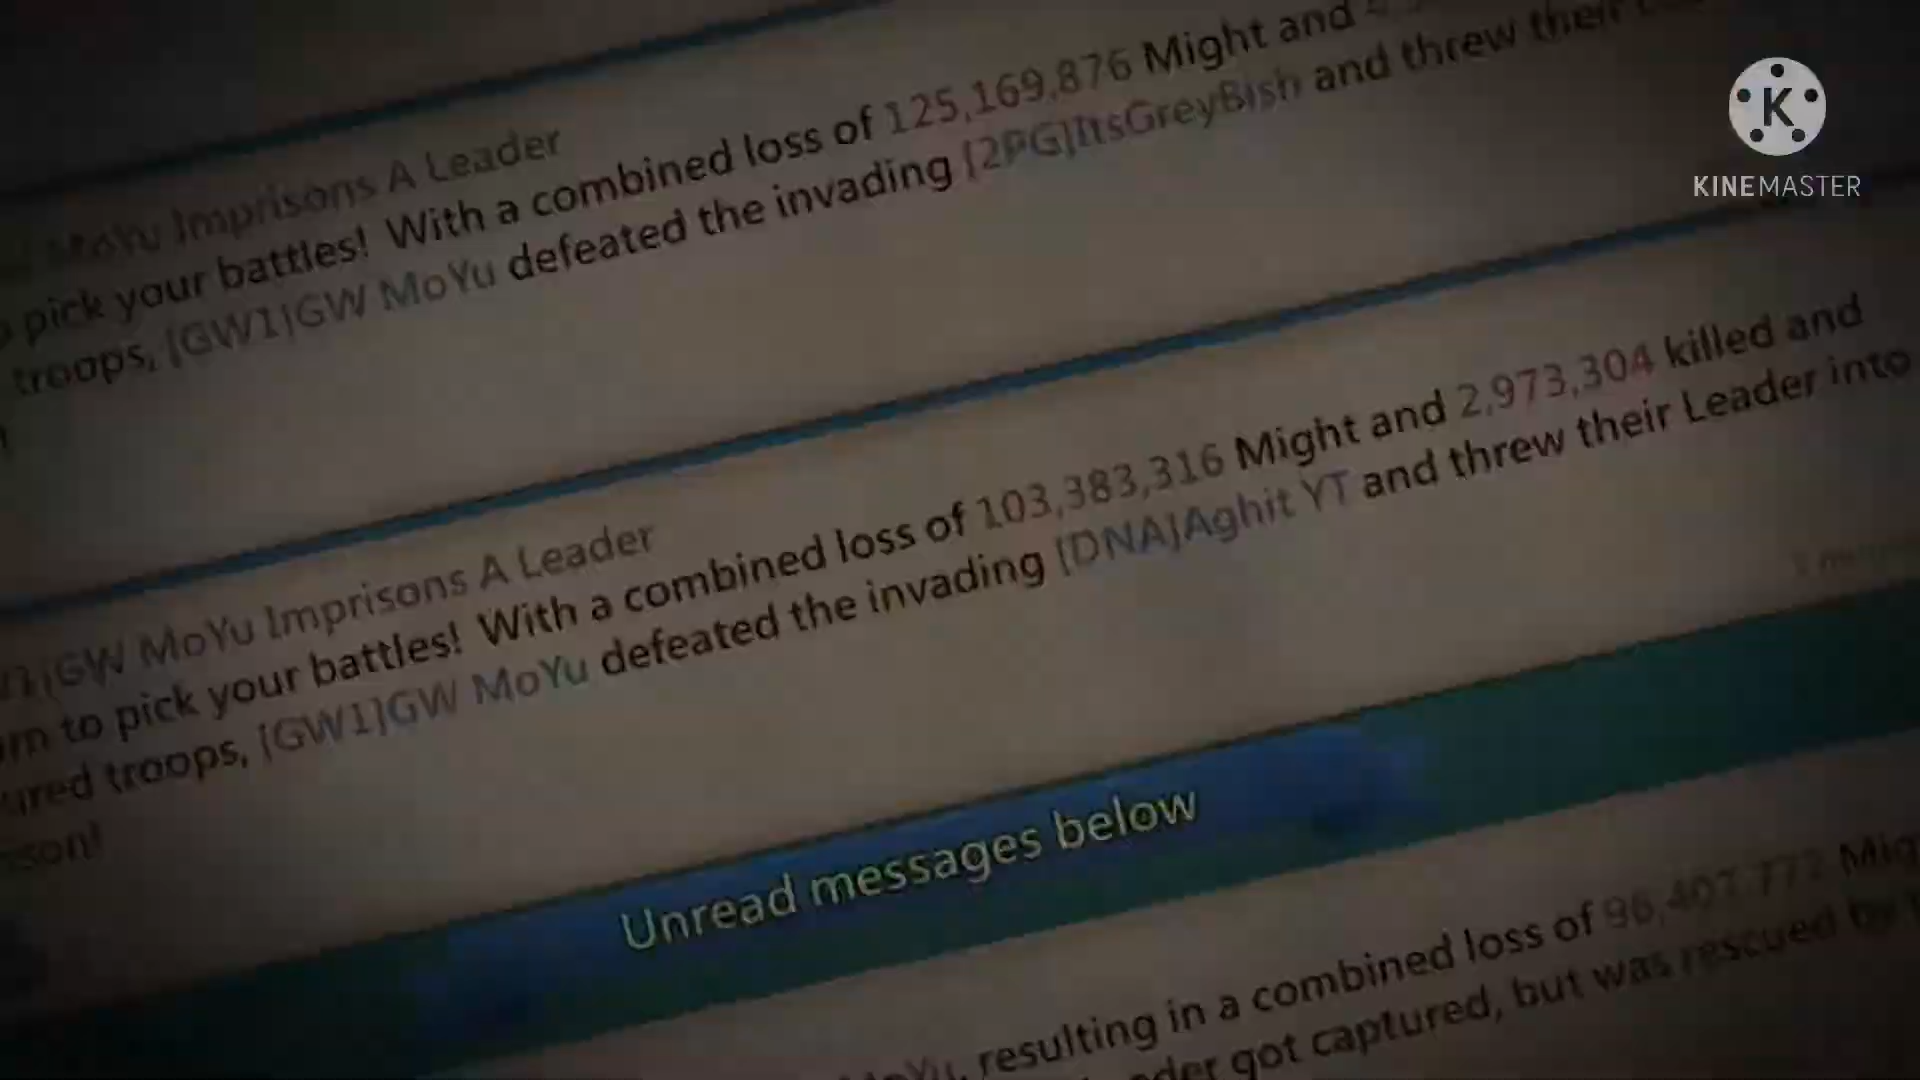 MoYu Imprisons A Leader
pick your battles! With a combined loss of 125,169,876 Might and
troops, [GW1]GW MoYu defeated the invading [2PG]ItsGreyBish and threw their
GW MoYu Imprisons A Leader
to pick your battles! With a combined loss of 103,383,316 Might and 2,973,304 killed and
troops, [GW1]GW MoYu defeated the invading [DNA]Aghit YT and threw their Leader into
Unread messages below
resulting in a combined loss of 96,407,772
got captured, but was rescued by
KINEMASTER